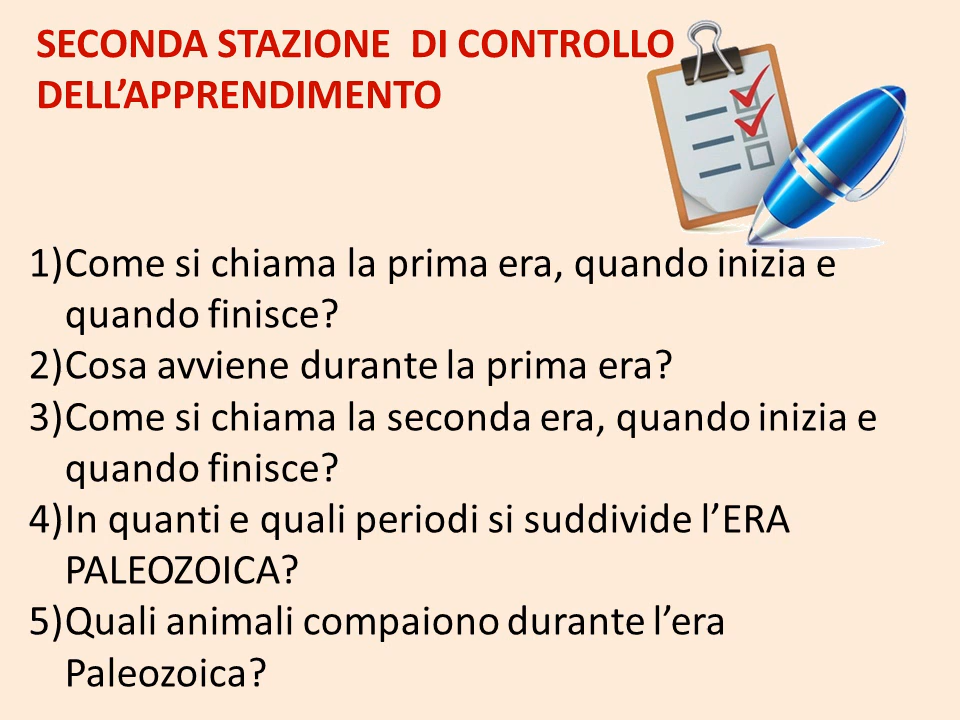 SECONDA STAZIONE DI CONTROLLO
DELL’APPRENDIMENTO
1)Come si chiama la prima era, quando inizia e
quando finisce?
2)Cosa avviene durante la prima era?
3)Come si chiama la seconda era, quando inizia e
quando finisce?
4)In quanti e quali periodi si suddivide l’ERA
PALEOZOICA?
5)Quali animali compaiono durante l’era
Paleozoica?